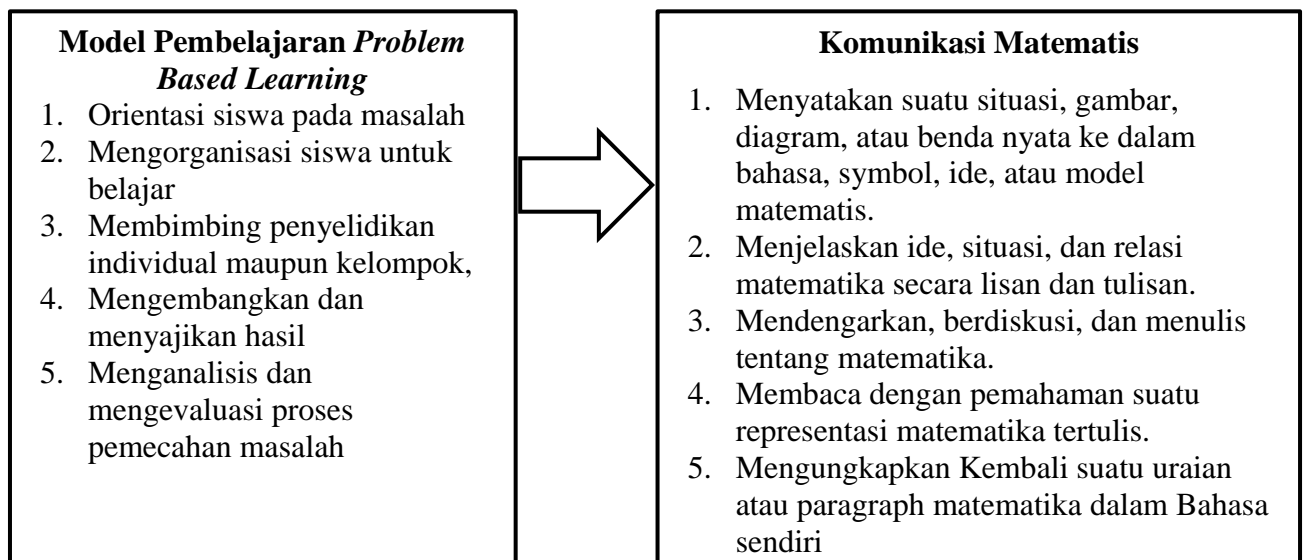 Model Pembelajaran Problem
Based Learning
1. Orientasi siswa pada masalah
2. Mengorganisasi siswa untuk
belajar
3. Membimbing penyelidikan
individual maupun kelompok,
4. Mengembangkan dan
menyajikan hasil
5. Menganalisis dan
mengevaluasi proses
pemecahan masalah
Komunikasi Matematis
1. Menyatakan suatu situasi, gambar,
diagram, atau benda nyata ke dalam
bahasa, symbol, ide, atau model
matematis.
2. Menjelaskan ide, situasi, dan relasi
matematika secara lisan dan tulisan.
3. Mendengarkan, berdiskusi, dan menulis
tentang matematika.
4. Membaca dengan pemahaman suatu
representasi matematika tertulis.
5. Mengungkapkan Kembali suatu uraian
atau paragraph matematika dalam Bahasa
sendiri